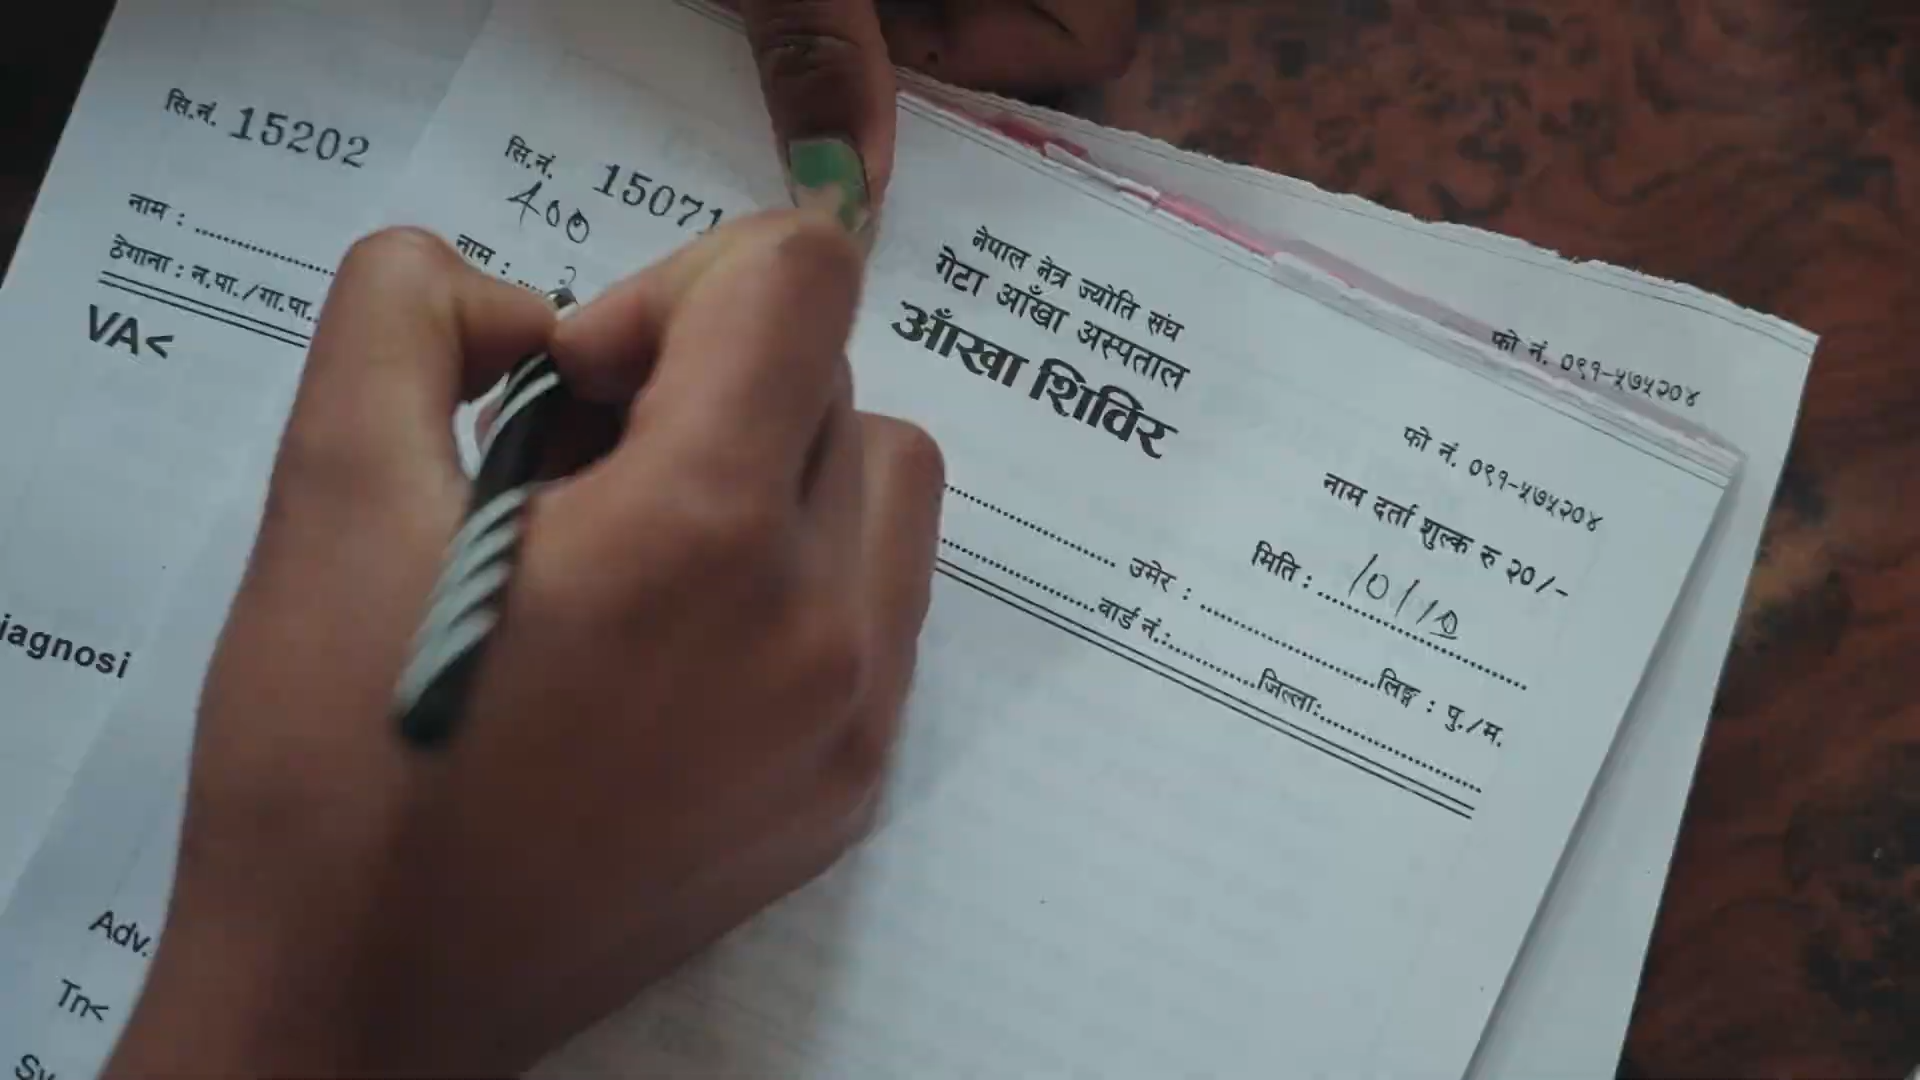 सि.नं. 15202
नाम :
ठेगाना : न.पा./गा.पा.
VA<
iagnosi
Adv.
Tn<
सि.नं. 15071
400
नाम :
नेपाल नेत्र ज्योति संघ
गेटा आँखा अस्पताल
आँखा शिविर
फो नं. ०९१-५७५२०४
फो नं. ०९१-५७५२०४
नाम दर्ता शुल्क रु २०/-
मिति : 10/10
उमेर : लिङ्ग : पु./म.
वार्ड नं.: जिल्ला: